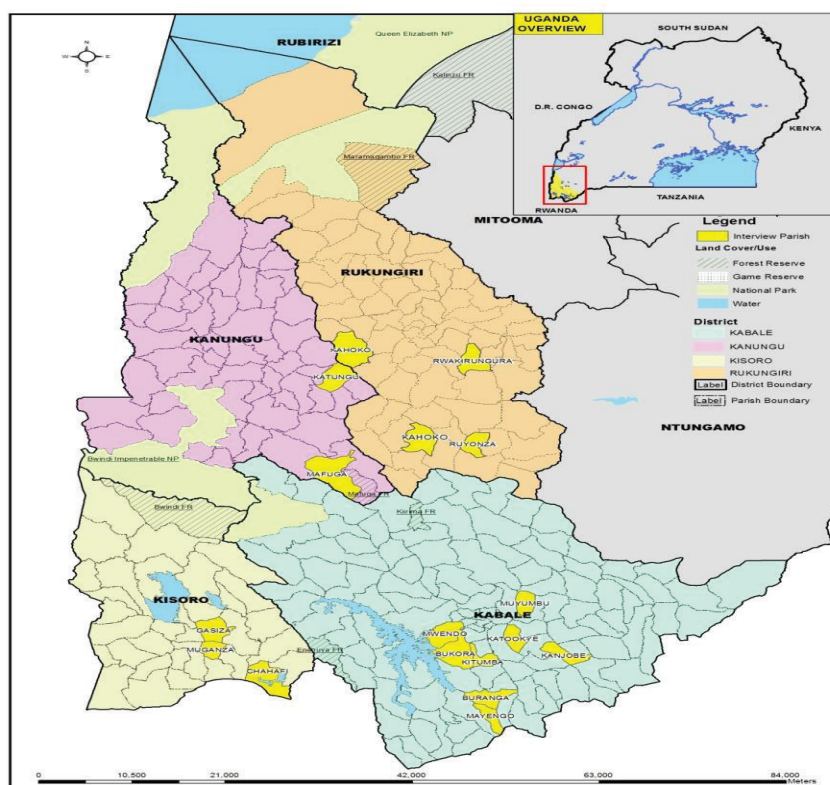 UGANDA
OVERVIEW
SOUTH SUDAN
D.R. CONGO
KENYA
TANZANIA
RWANDA
N
W E
S
RUBIRIZI
Queen Elizabeth NP
Kalinzu FR
Maramagambo FR
MITOOMA
RUKUNGIRI
KANUNGU
KAHOKO
RWAKIRUNGURA
KATUNGU
KAHOKO
RUYONZA
NTUNGAMO
Bwindi Impenetrable NP
MAFUGA
Mafuga FR
Bwindi FR
KISORO
GASIZA
MUGANZA
CHAHAFI
KABALE
MUYUMBU
MWENDO
KATOOKYE
BUKORA
KITUMBA
KANJOBE
BURANGA
MAYENGO
Legend
Interview Parish
Land Cover/Use
Forest Reserve
Game Reserve
National Park
Water
District
KABALE
KANUNGU
KISORO
RUKUNGIRI
Label District Boundary
Label Parish Boundary
0 10,500 21,000 42,000 63,000 84,000
Meters